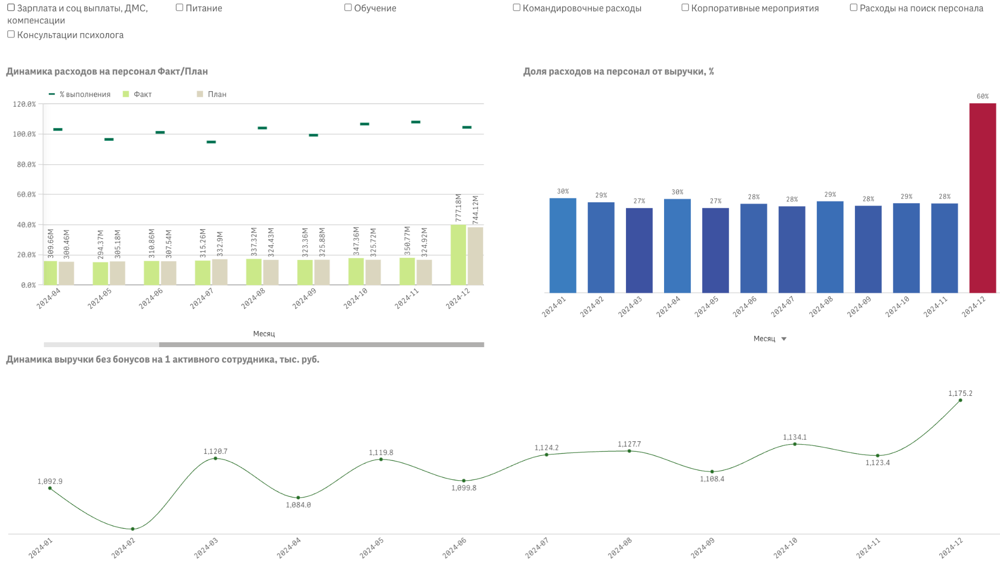 Зарплата и соц выплаты, ДМС,
компенсации
Питание
Обучение
Командировочные расходы
Корпоративные мероприятия
Расходы на поиск персонала
Консультации психолога
Динамика расходов на персонал Факт/План
% выполнения
Факт
План
120.0%
100.0%
80.0%
60.0%
40.0%
20.0%
0.0%
309.66M
300.46M
294.37M
305.18M
310.86M
307.54M
315.26M
332.9M
337.32M
324.43M
323.36M
325.88M
347.36M
325.72M
350.77M
324.92M
777.18M
744.12M
2024-04
2024-05
2024-06
2024-07
2024-08
2024-09
2024-10
2024-11
2024-12
Месяц
Доля расходов на персонал от выручки, %
30%
29%
27%
30%
27%
28%
28%
29%
28%
29%
28%
60%
2024-01
2024-02
2024-03
2024-04
2024-05
2024-06
2024-07
2024-08
2024-09
2024-10
2024-11
2024-12
Месяц
Динамика выручки без бонусов на 1 активного сотрудника, тыс. руб.
1,092.9
1,120.7
1,084.0
1,119.8
1,099.8
1,124.2
1,127.7
1,108.4
1,134.1
1,123.4
1,175.2
2024-01
2024-02
2024-03
2024-04
2024-05
2024-06
2024-07
2024-08
2024-09
2024-10
2024-11
2024-12